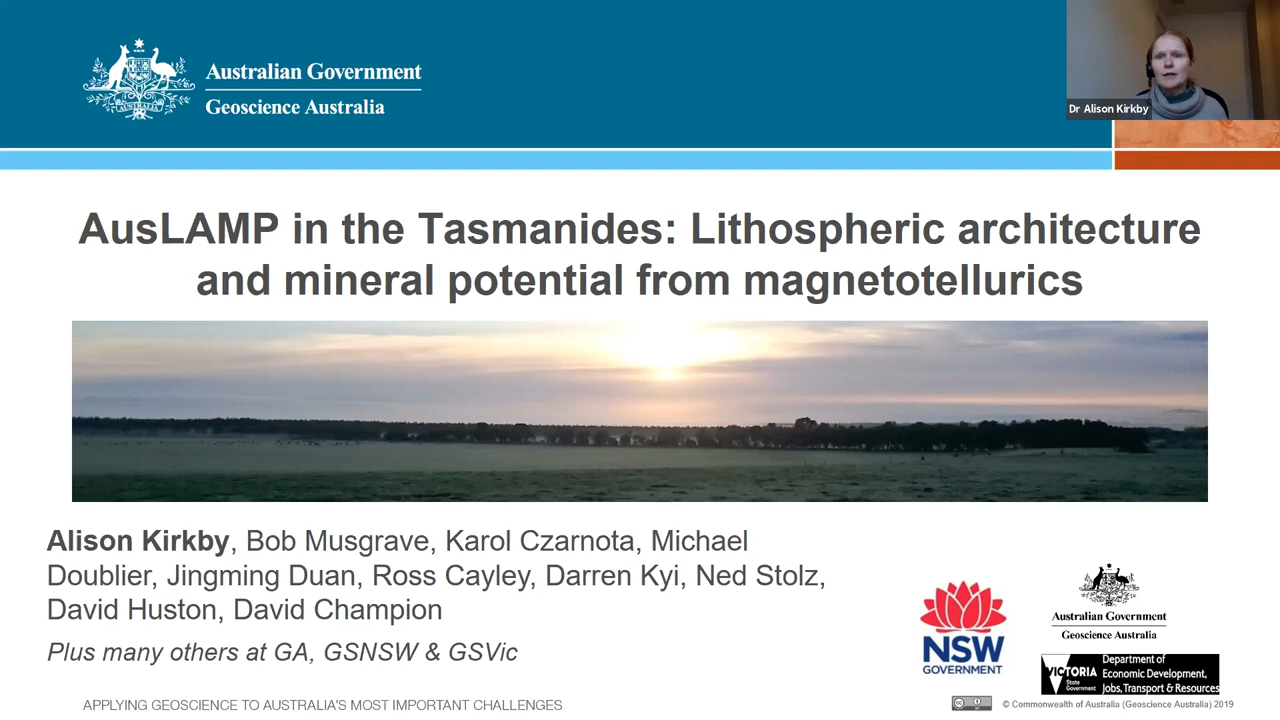 Australian Government
Geoscience Australia
Dr Alison Kirkby
AusLAMP in the Tasmanides: Lithospheric architecture
and mineral potential from magnetotellurics
Alison Kirkby, Bob Musgrave, Karol Czarnota, Michael
Doublier, Jingming Duan, Ross Cayley, Darren Kyi, Ned Stolz,
David Huston, David Champion
Plus many others at GA, GSNSW & GSVic
NSW
GOVERNMENT
Australian Government
Geoscience Australia
VICTORIA
State
Government
Department of
Economic Development,
Jobs, Transport & Resources
APPLYING GEOSCIENCE TO AUSTRALIA'S MOST IMPORTANT CHALLENGES
© Commonwealth of Australia (Geoscience Australia) 2019